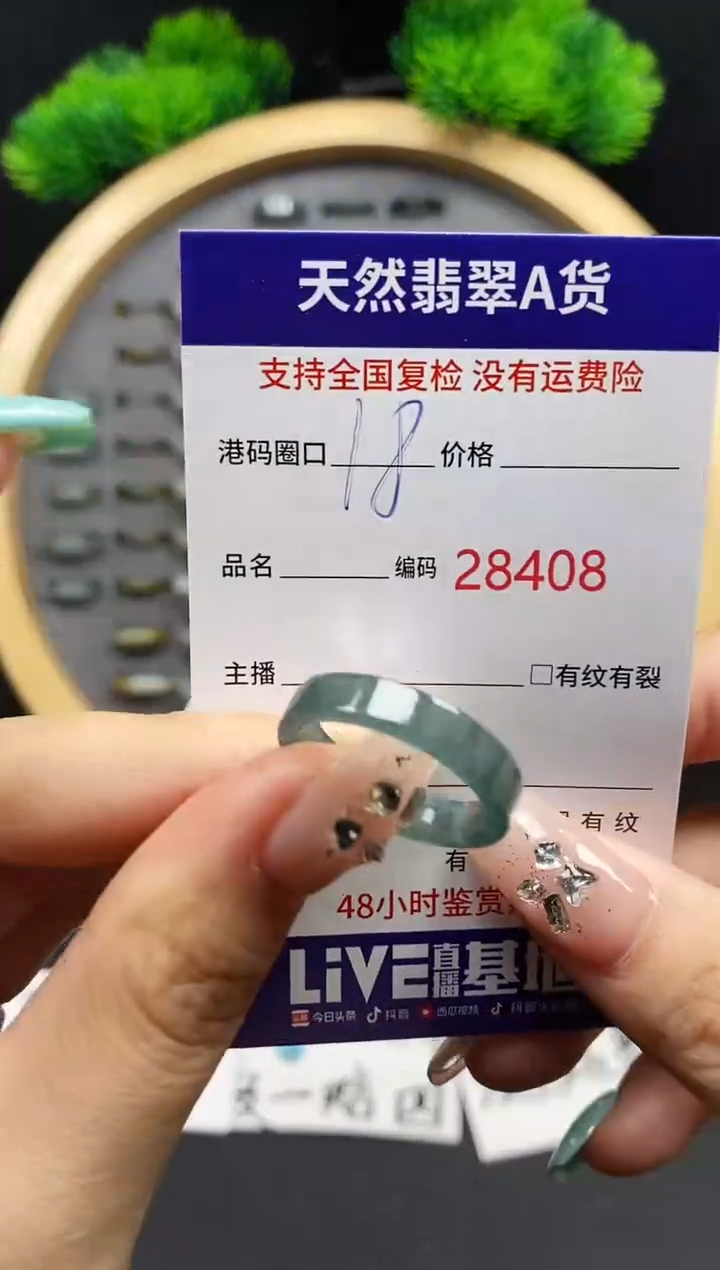 天然翡翠A货
支持全国复检 没有运费险
港码圈口 18 价格
品名 编码 28408
主播 □有纹有裂
有纹
有
48小时鉴赏
LiVE直播基地
今日头条 抖音 西瓜视频 抖音